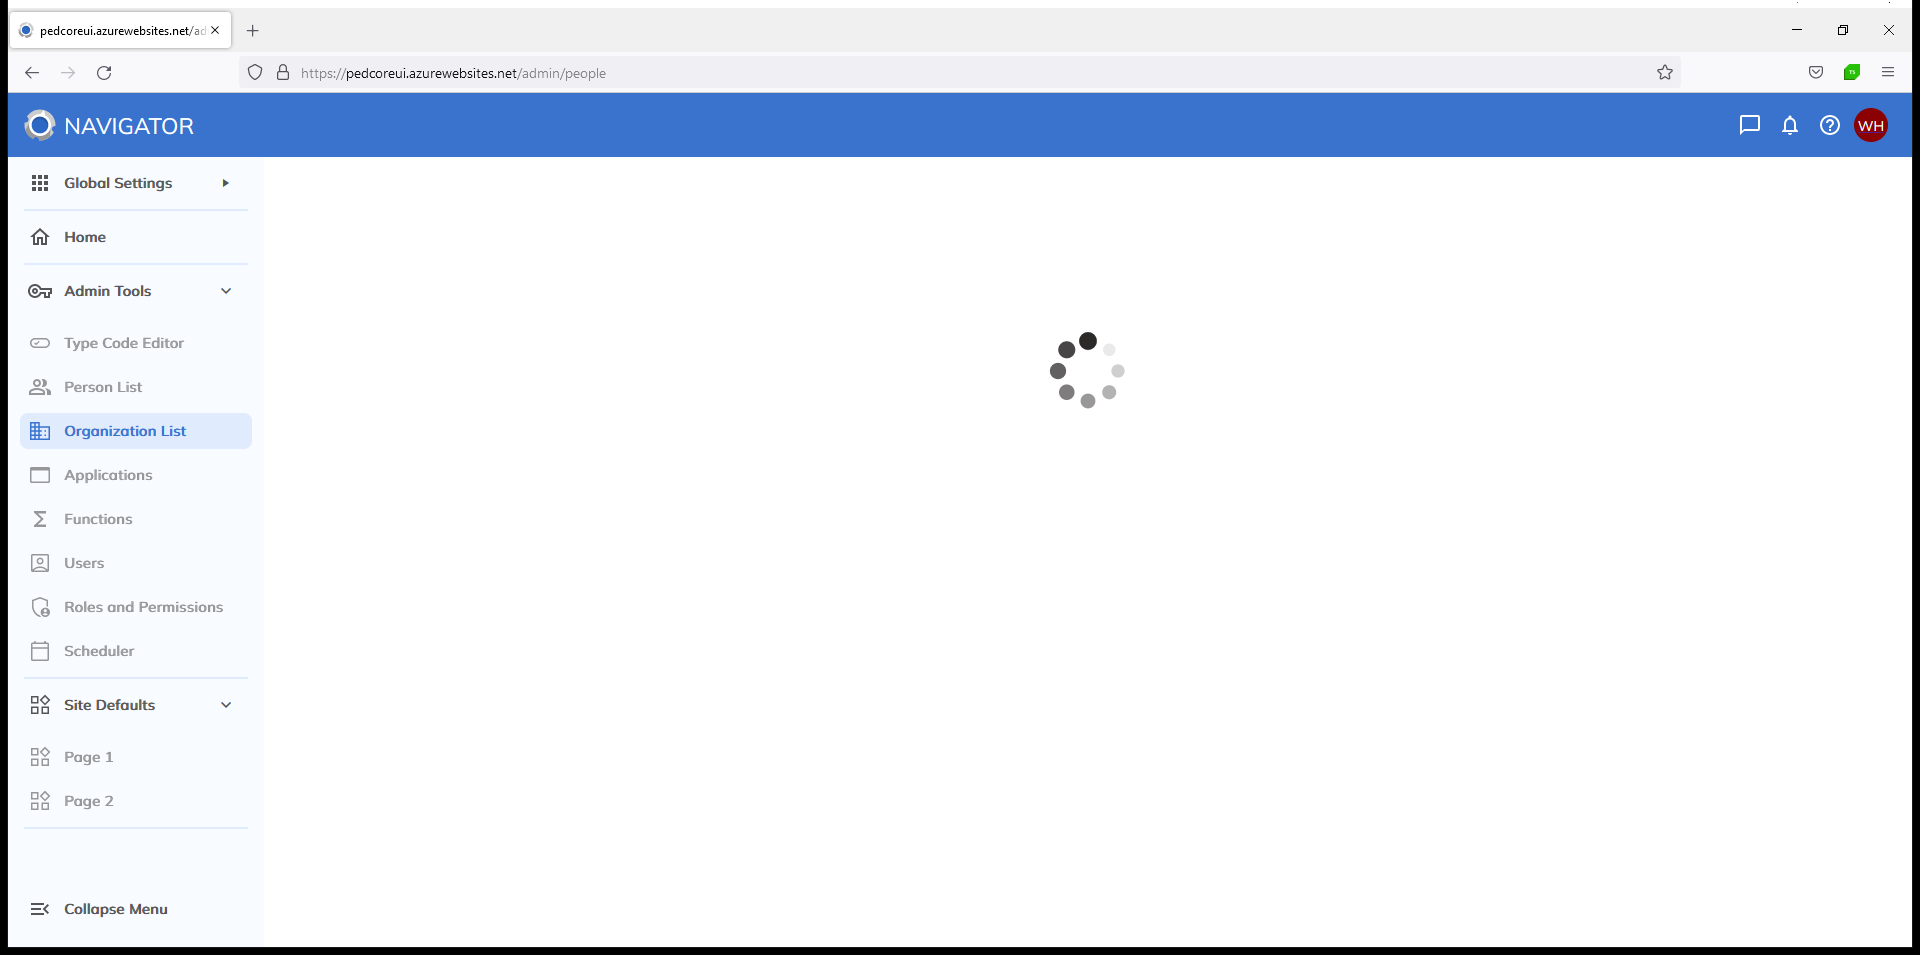 pedcoreui.azurewebsites.net/ad
https://pedcoreui.azurewebsites.net/admin/people
NAVIGATOR
WH
Global Settings
Home
Admin Tools
Type Code Editor
Person List
Organization List
Applications
Functions
Users
Roles and Permissions
Scheduler
Site Defaults
Page 1
Page 2
Collapse Menu